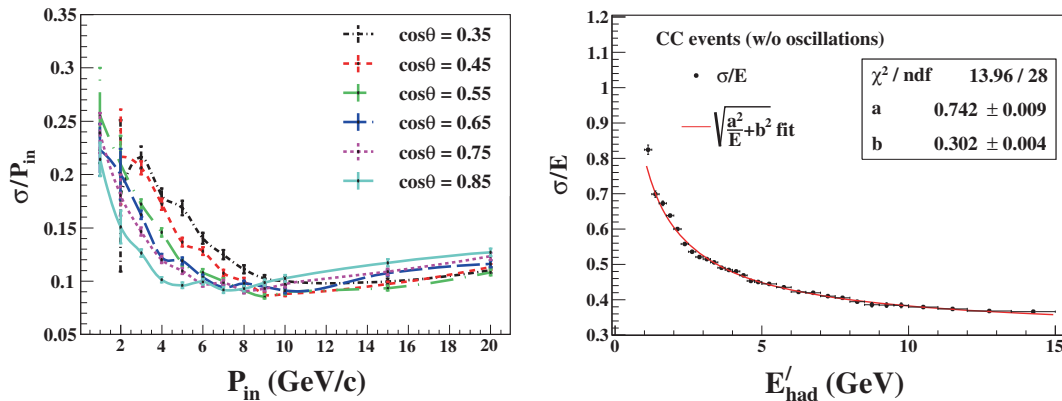 0.35
0.3
0.25
0.2
0.15
0.1
0.05
σ/P_in
2 4 6 8 10 12 14 16 18 20
P_in (GeV/c)
cosθ = 0.35
cosθ = 0.45
cosθ = 0.55
cosθ = 0.65
cosθ = 0.75
cosθ = 0.85
1.2
1.1
1
0.9
0.8
0.7
0.6
0.5
0.4
0.3
σ/E
0 5 10 15
E′_had (GeV)
CC events (w/o oscillations)
σ/E
√(a²/E+b²) fit
χ² / ndf 13.96 / 28
a 0.742 ± 0.009
b 0.302 ± 0.004